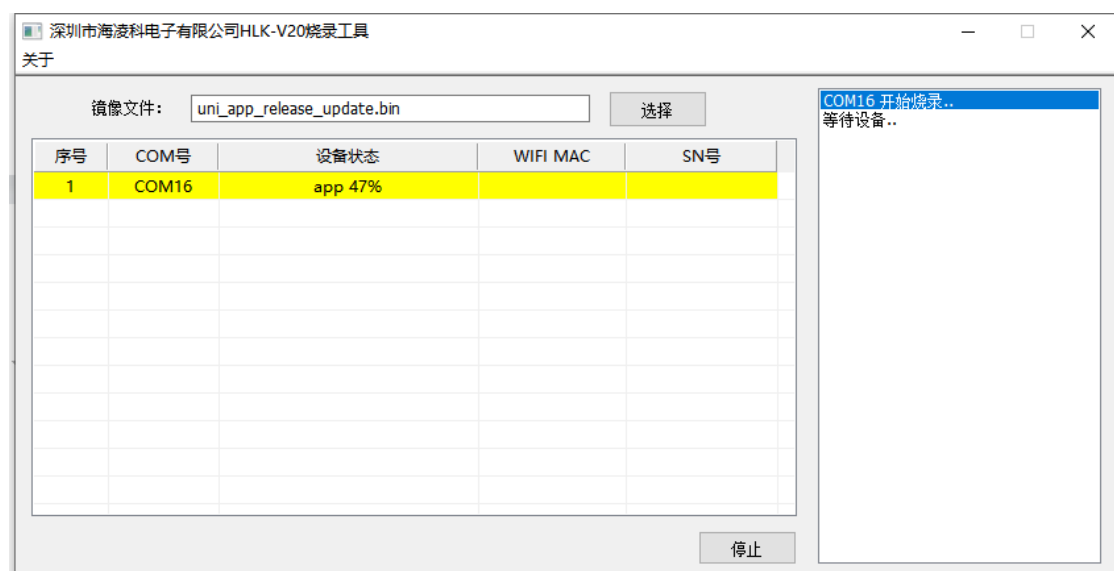 深圳市海凌科电子有限公司HLK-V20烧录工具
关于
镜像文件： uni_app_release_update.bin 选择
序号 COM号 设备状态 WIFI MAC SN号
1 COM16 app 47%
COM16 开始烧录..
等待设备..
停止